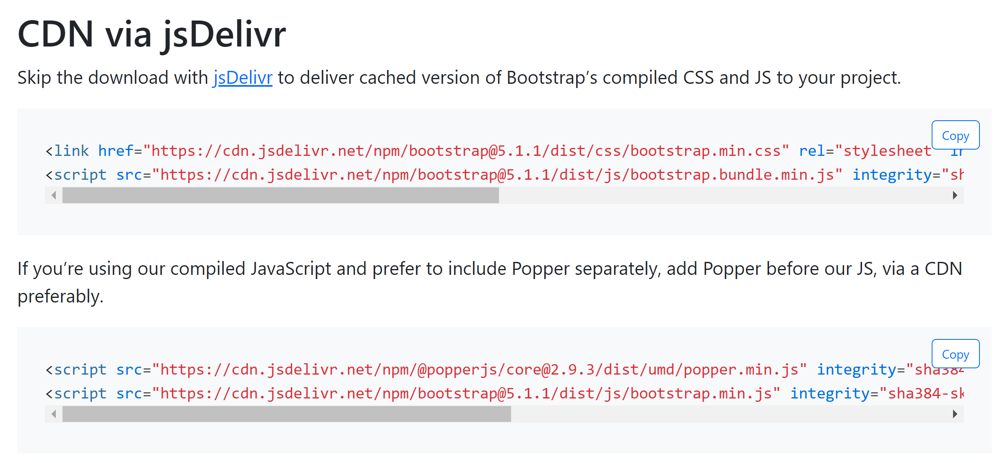 CDN via jsDelivr
Skip the download with jsDelivr to deliver cached version of Bootstrap’s compiled CSS and JS to your project.
Copy
<link href="https://cdn.jsdelivr.net/npm/bootstrap@5.1.1/dist/css/bootstrap.min.css" rel="stylesheet"
<script src="https://cdn.jsdelivr.net/npm/bootstrap@5.1.1/dist/js/bootstrap.bundle.min.js" integrity="sh
If you’re using our compiled JavaScript and prefer to include Popper separately, add Popper before our JS, via a CDN
preferably.
Copy
<script src="https://cdn.jsdelivr.net/npm/@popperjs/core@2.9.3/dist/umd/popper.min.js" integrity="sha384
<script src="https://cdn.jsdelivr.net/npm/bootstrap@5.1.1/dist/js/bootstrap.min.js" integrity="sha384-sk